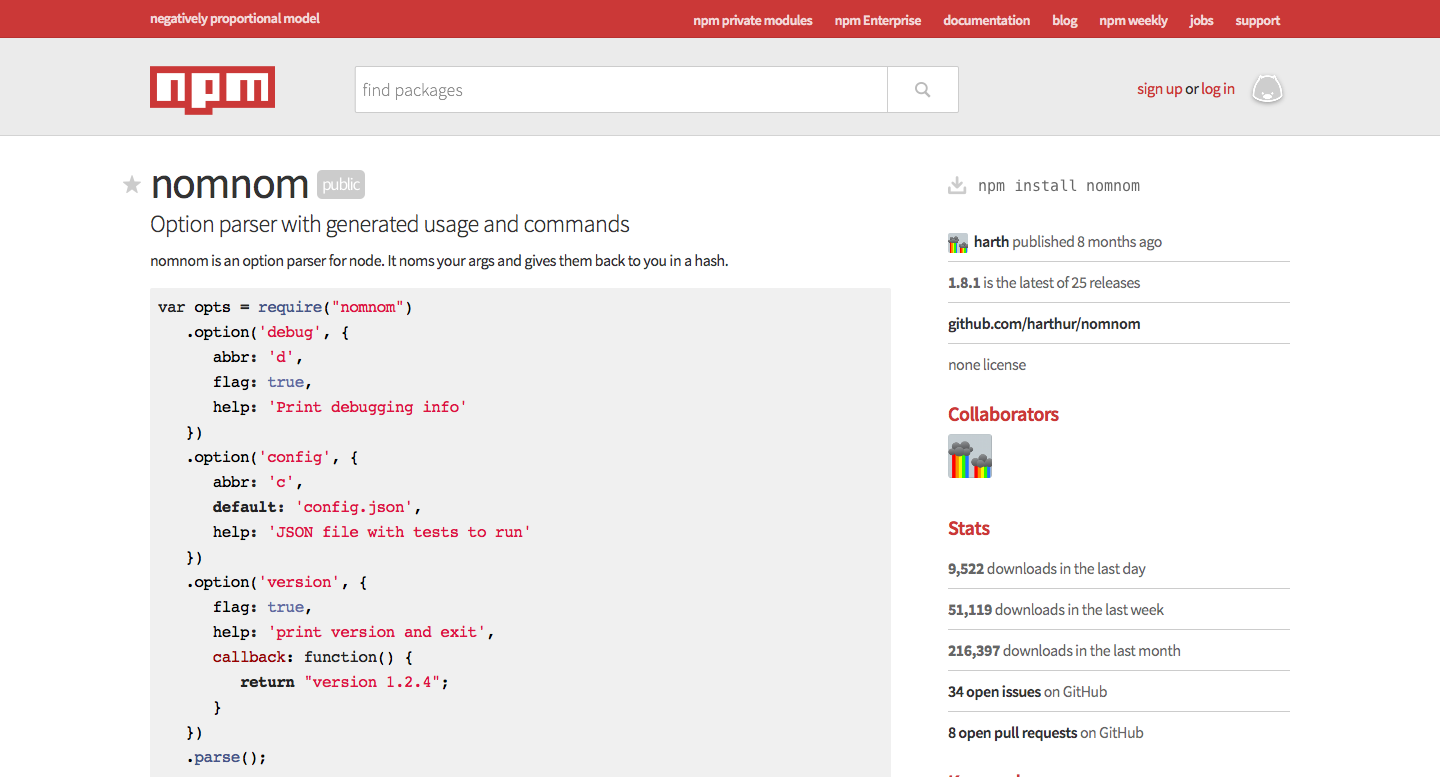 negatively proportional model
npm private modules npm Enterprise documentation blog npm weekly jobs support
npm
find packages
sign up or log in
nomnom public
Option parser with generated usage and commands
nomnom is an option parser for node. It noms your args and gives them back to you in a hash.
var opts = require("nomnom")
   .option('debug', {
      abbr: 'd',
      flag: true,
      help: 'Print debugging info'
   })
   .option('config', {
      abbr: 'c',
      default: 'config.json',
      help: 'JSON file with tests to run'
   })
   .option('version', {
      flag: true,
      help: 'print version and exit',
      callback: function() {
         return "version 1.2.4";
      }
   })
   .parse();
npm install nomnom
harth published 8 months ago
1.8.1 is the latest of 25 releases
github.com/harthur/nomnom
none license
Collaborators
Stats
9,522 downloads in the last day
51,119 downloads in the last week
216,397 downloads in the last month
34 open issues on GitHub
8 open pull requests on GitHub